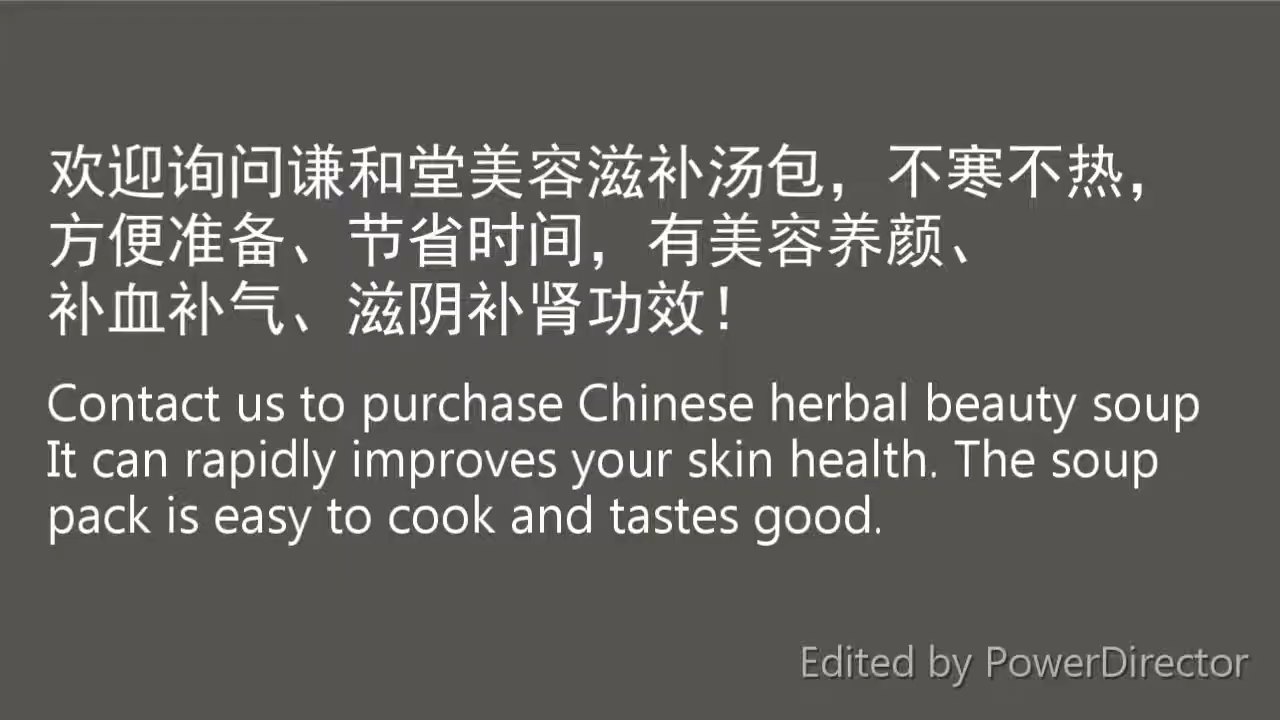 欢迎询问谦和堂美容滋补汤包，不寒不热，
方便准备、节省时间，有美容养颜、
补血补气、滋阴补肾功效！
Contact us to purchase Chinese herbal beauty soup
It can rapidly improves your skin health. The soup
pack is easy to cook and tastes good.
Edited by PowerDirector